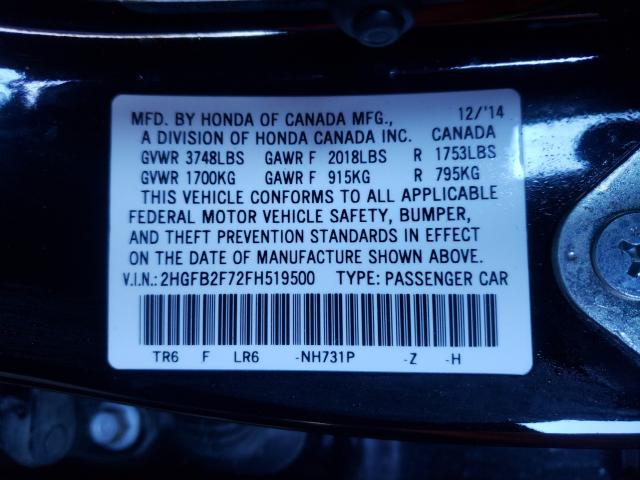 MFD. BY HONDA OF CANADA MFG., 12/'14
A DIVISION OF HONDA CANADA INC. CANADA
GVWR 3748LBS GAWR F 2018LBS R 1753LBS
GVWR 1700KG GAWR F 915KG R 795KG
THIS VEHICLE CONFORMS TO ALL APPLICABLE
FEDERAL MOTOR VEHICLE SAFETY, BUMPER,
AND THEFT PREVENTION STANDARDS IN EFFECT
ON THE DATE OF MANUFACTURE SHOWN ABOVE.
V.I.N.: 2HGFB2F72FH519500 TYPE: PASSENGER CAR
TR6 F LR6 -NH731P -Z -H